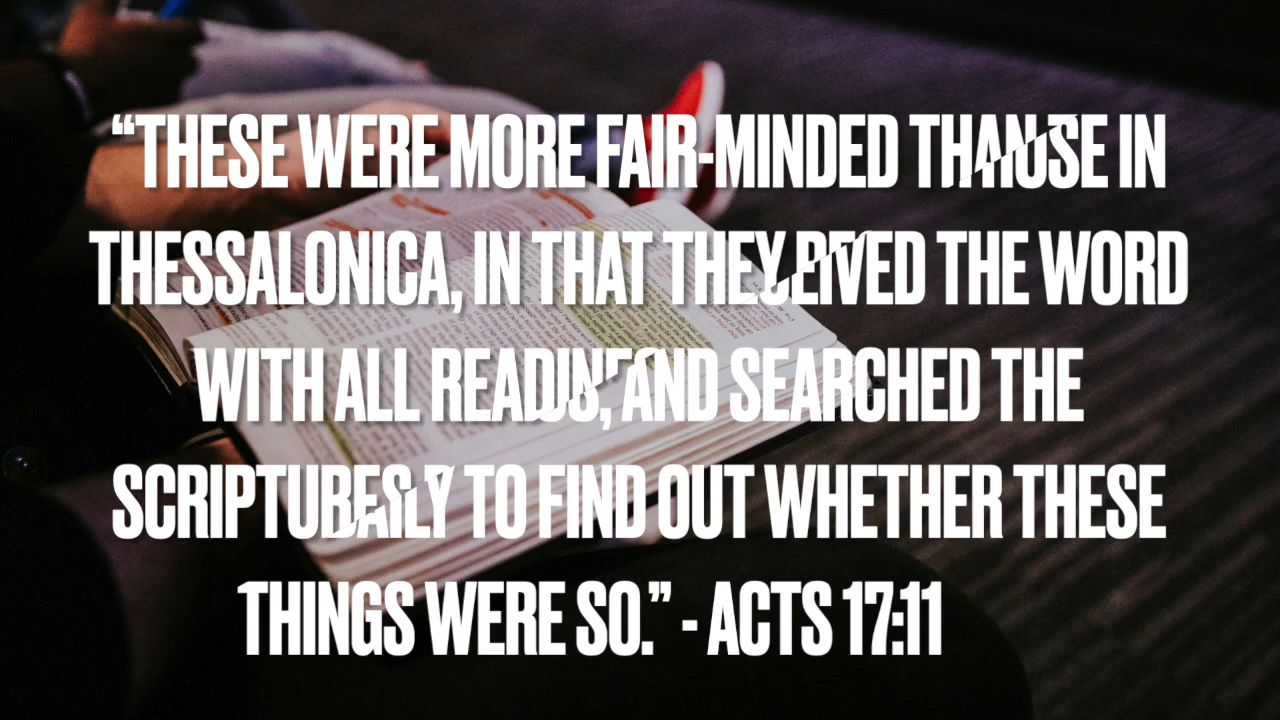 “THESE WERE MORE FAIR-MINDED IN
THESSALONICA, IN THAT THE WORD
WITH ALL AND SEARCHED THE
TO FIND OUT WHETHER THESE
THINGS WERE SO.” - ACTS 17:11